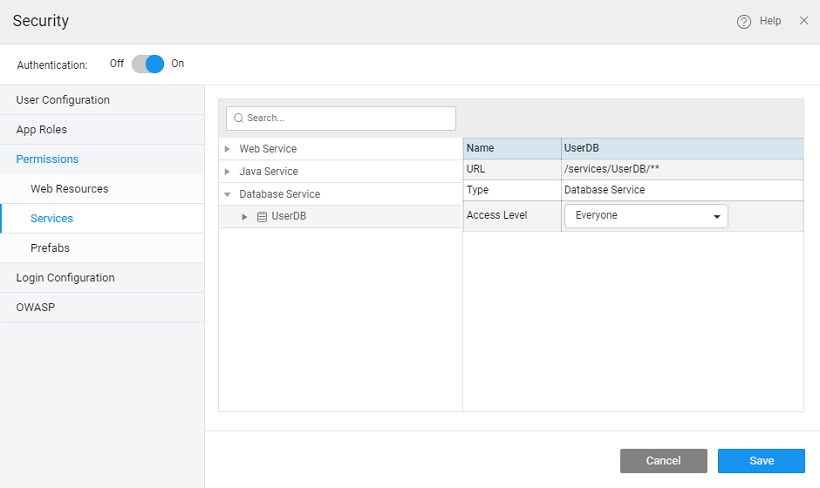 Security
Help
Authentication: Off On
User Configuration
App Roles
Permissions
Web Resources
Services
Prefabs
Login Configuration
OWASP
Search...
Web Service
Java Service
Database Service
UserDB
Name UserDB
URL /services/UserDB/**
Type Database Service
Access Level Everyone
Cancel Save